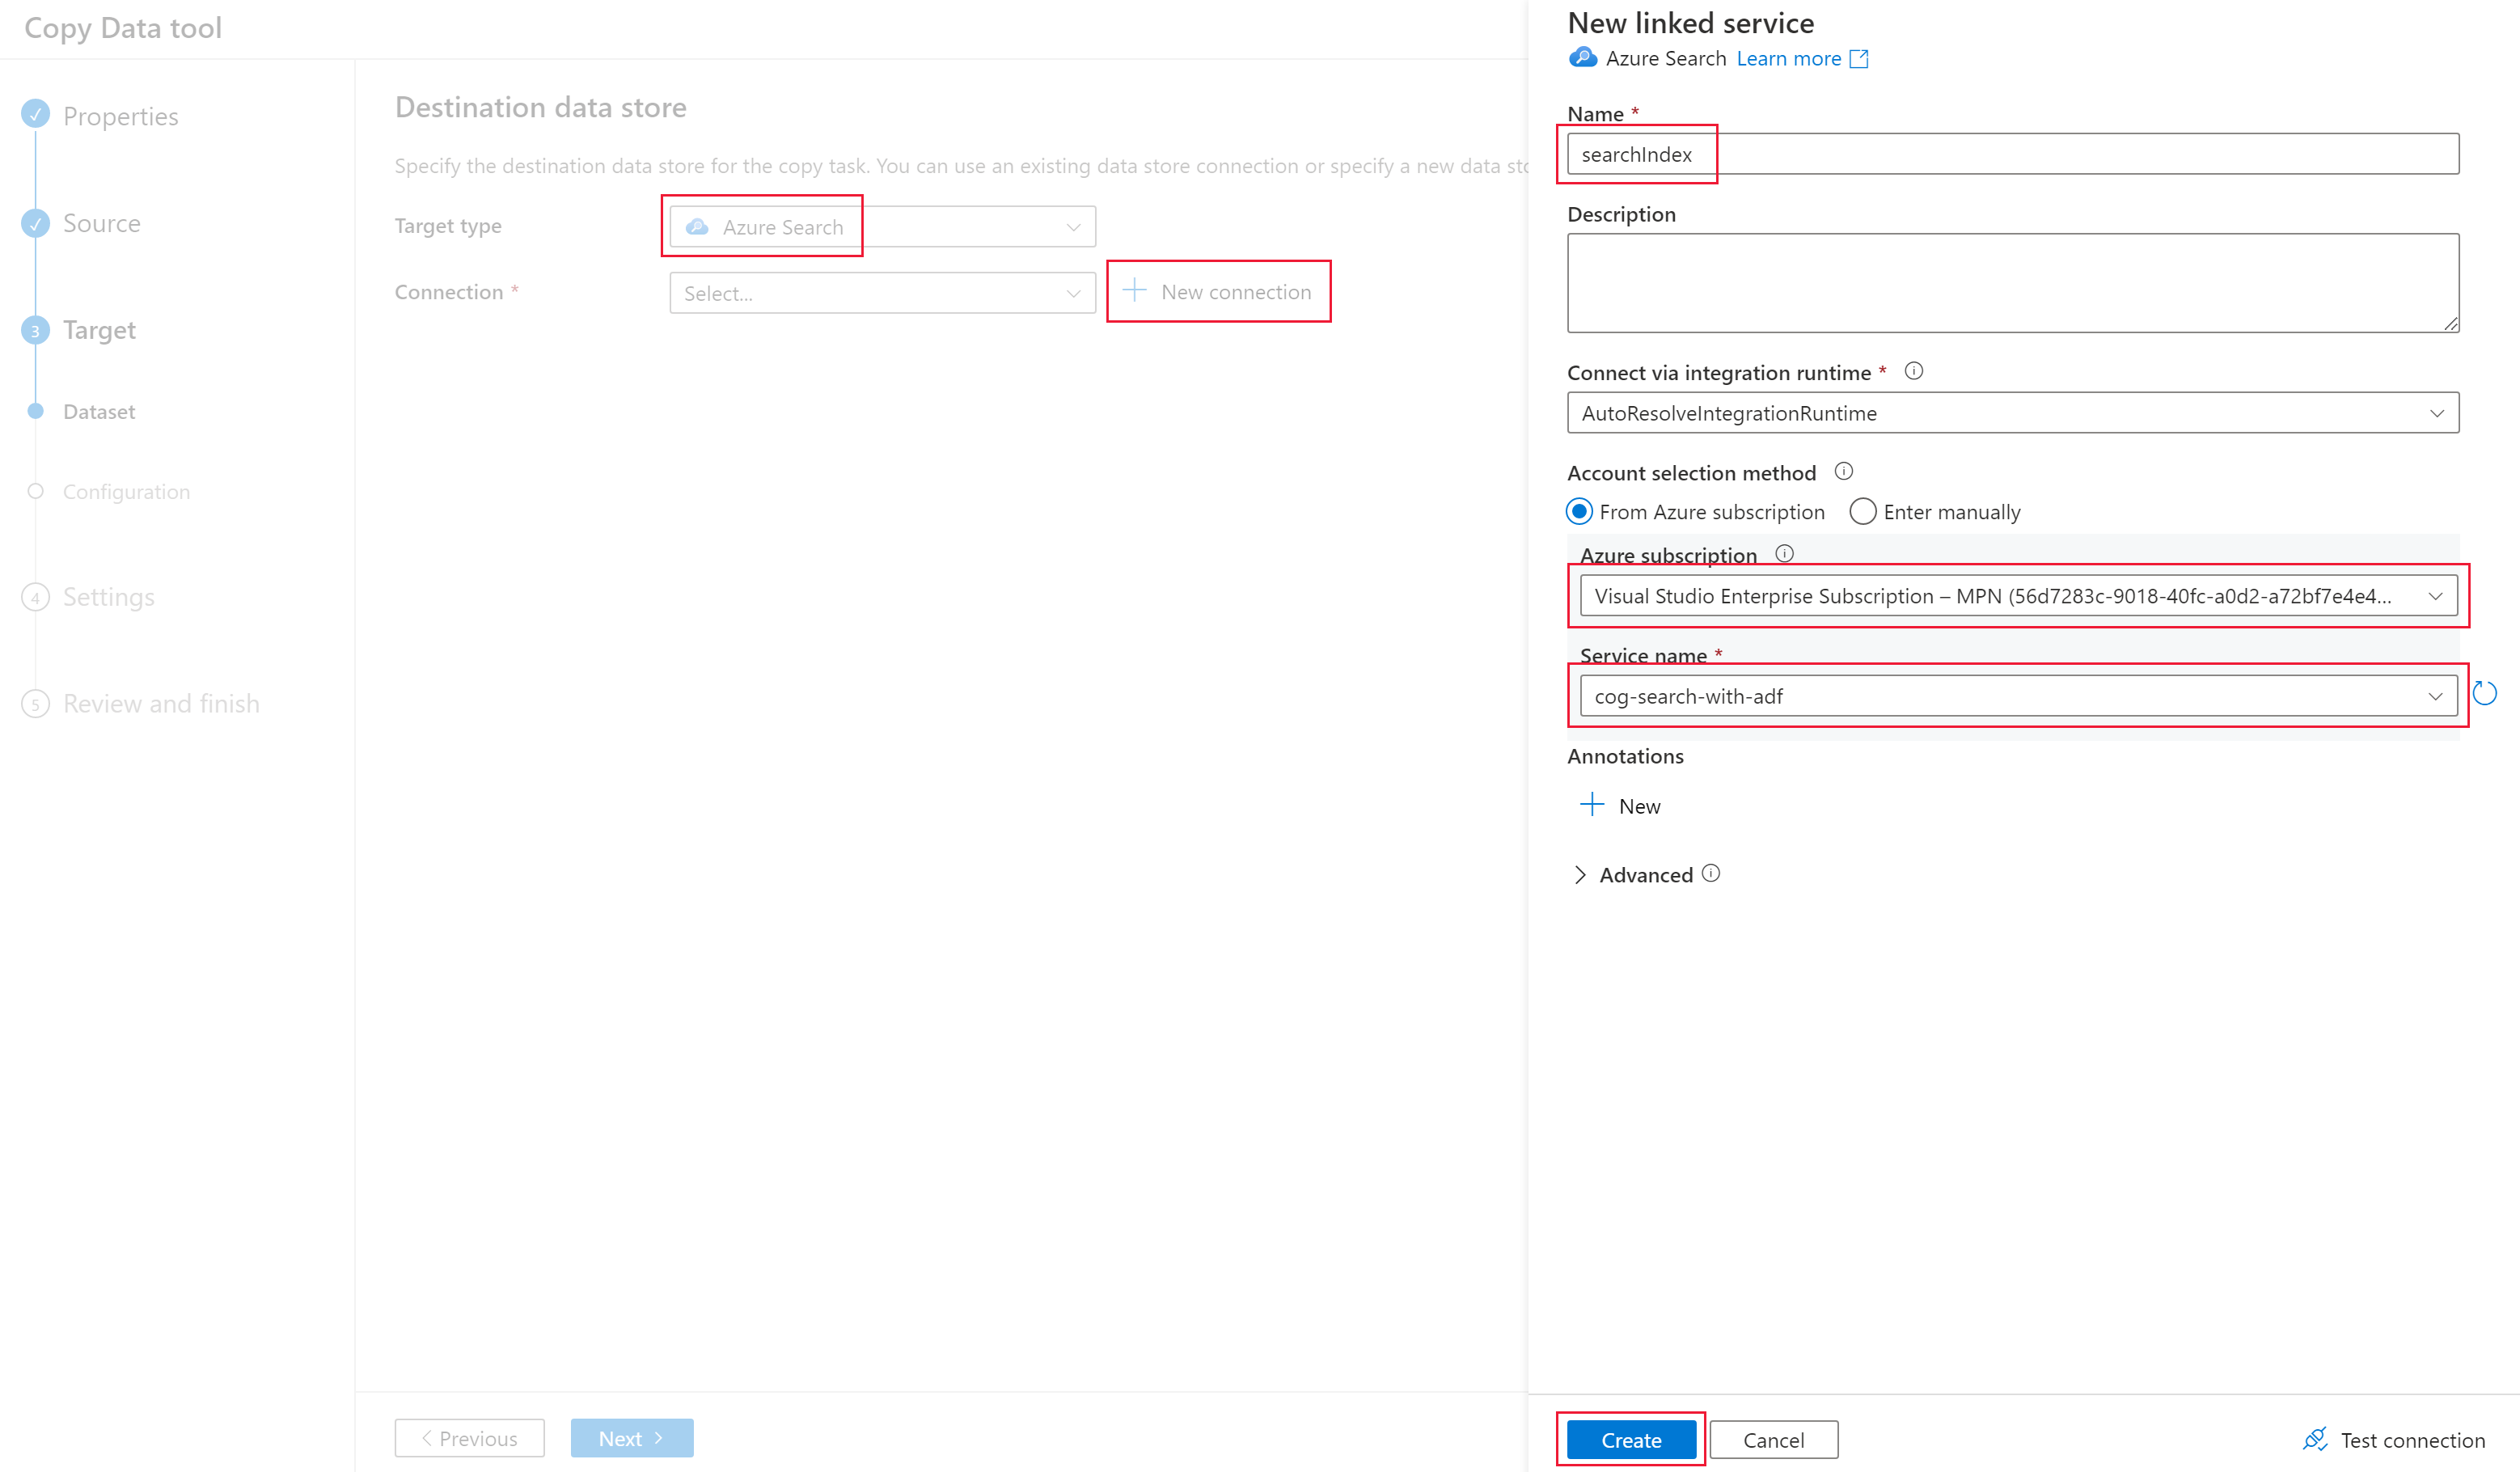 Copy Data tool
Properties
Source
3 Target
Dataset
Configuration
4 Settings
5 Review and finish
Destination data store
Specify the destination data store for the copy task. You can use an existing data store connection or specify a new data
Target type
Azure Search
Connection *
Select...
New connection
Previous
Next
New linked service
Azure Search Learn more
Name *
searchIndex
Description
Connect via integration runtime *
AutoResolveIntegrationRuntime
Account selection method
From Azure subscription Enter manually
Azure subscription
Visual Studio Enterprise Subscription – MPN (56d7283c-9018-40fc-a0d2-a72bf7e4e4...
Service name *
cog-search-with-adf
Annotations
New
Advanced
Create
Cancel
Test connection